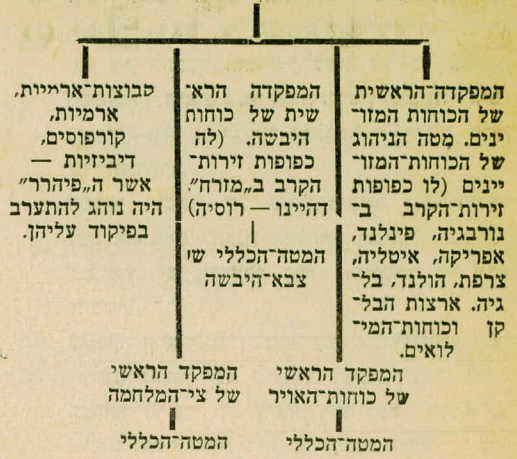 המפקדה־הראשית
של הכוחות המזו־
ינים. מטה הניהוג
של הכוחות־המזו־
יינים (לו כפופות
זירות־הקרב ב־
נורבגיה, פינלנד,
אפריקה, איטליה,
צרפת, הולנד, בל־
גיה. ארצות הבל־
קן וכוחות־המי־
לואים.
המפקדה הרא־
שית של כוחות
היבשה. (לה
כפופות זירות־
הקרב ב„מזרח”.
דהיינו — רוסיה)
המטה־הכללי של
צבא־היבשה
קבוצות־ארמיות,
ארמיות,
קורפוסים,
דיביזיות —
אשר ה„פיהרר”
היה נוהג להתערב
בפיקוד עליהן.
המפקד הראשי
של כוחות־האויר
המטה־הכללי
המפקד הראשי
של צי־המלחמה
המטה־הכללי